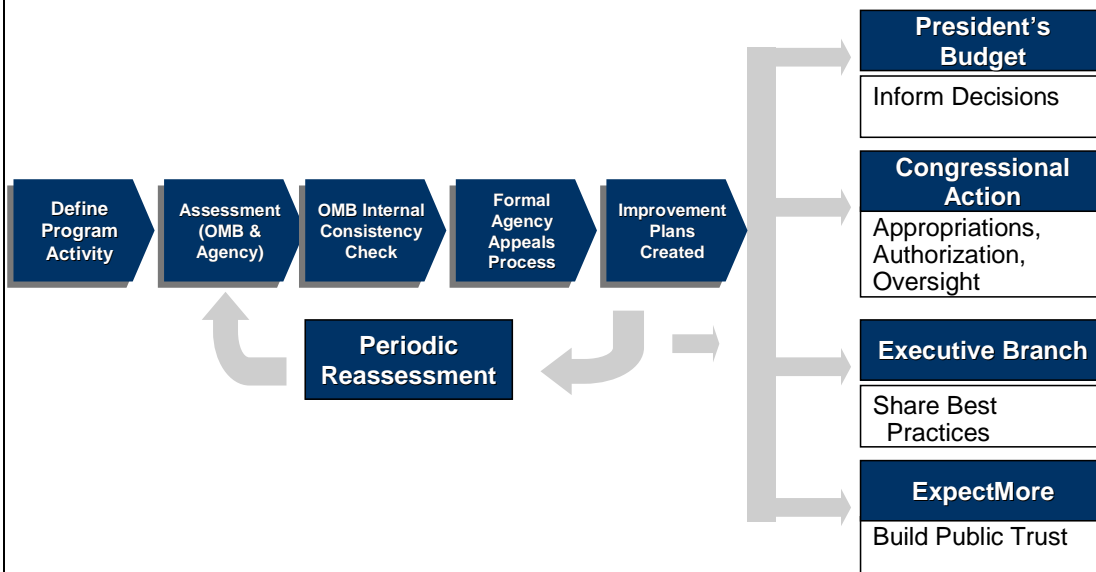 Define
Program
Activity
Assessment
(OMB &
Agency)
OMB Internal
Consistency
Check
Formal
Agency
Appeals
Process
Improvement
Plans
Created
Periodic
Reassessment
President’s
Budget
Inform Decisions
Congressional
Action
Appropriations,
Authorization,
Oversight
Executive Branch
Share Best
Practices
ExpectMore
Build Public Trust